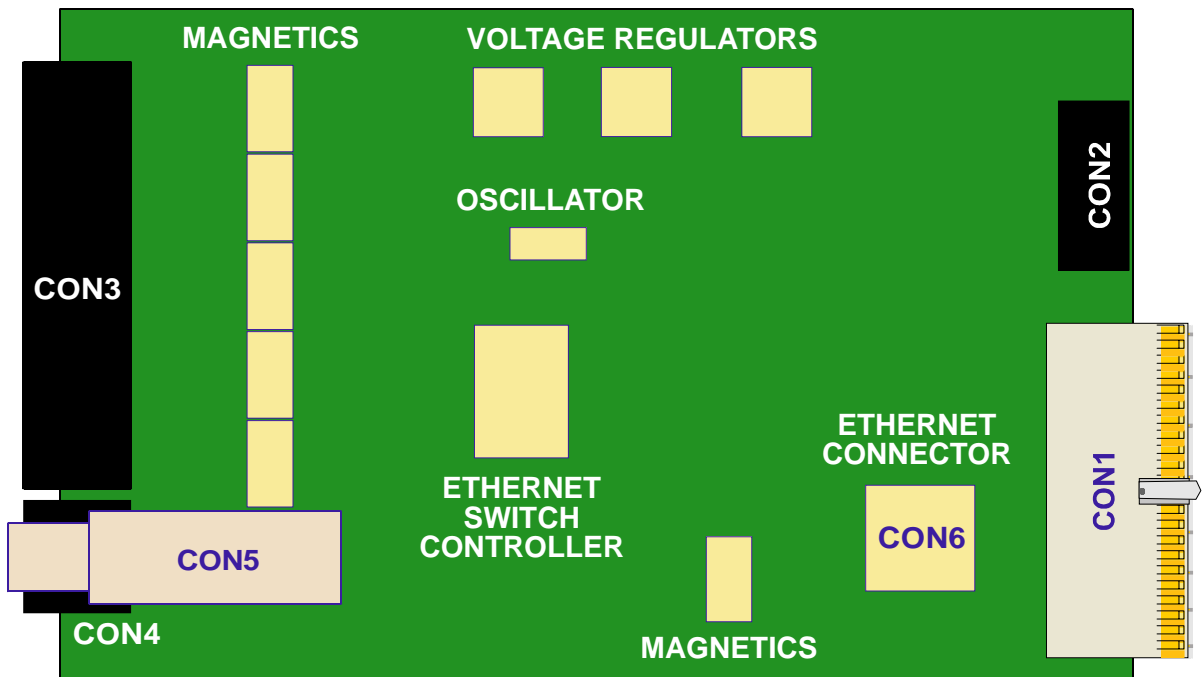 MAGNETICS
VOLTAGE REGULATORS
CON2
OSCILLATOR
CON3
ETHERNET
CONNECTOR
CON1
ETHERNET
SWITCH
CONTROLLER
CON6
CON5
CON4
MAGNETICS